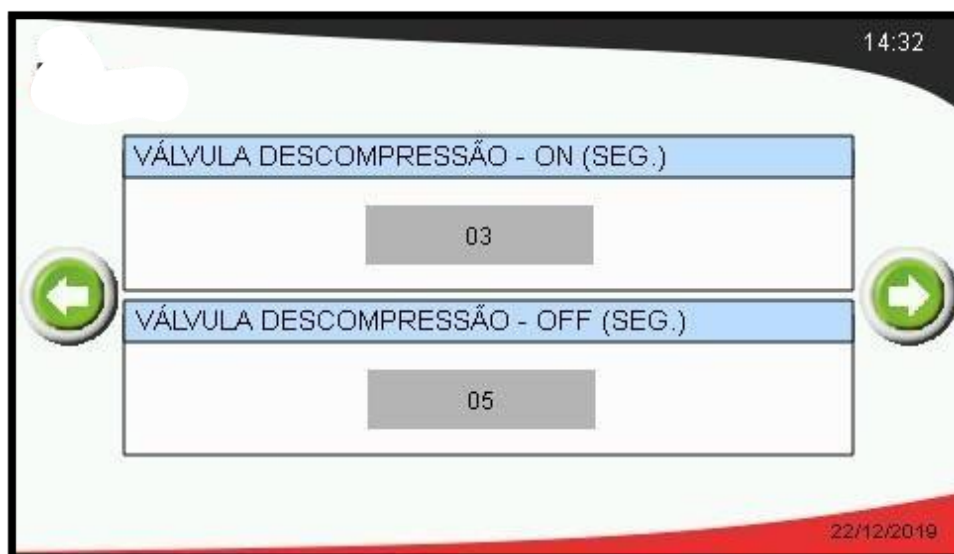 14:32
VÁLVULA DESCOMPRESSÃO - ON (SEG.)
03
VÁLVULA DESCOMPRESSÃO - OFF (SEG.)
05
22/12/2019